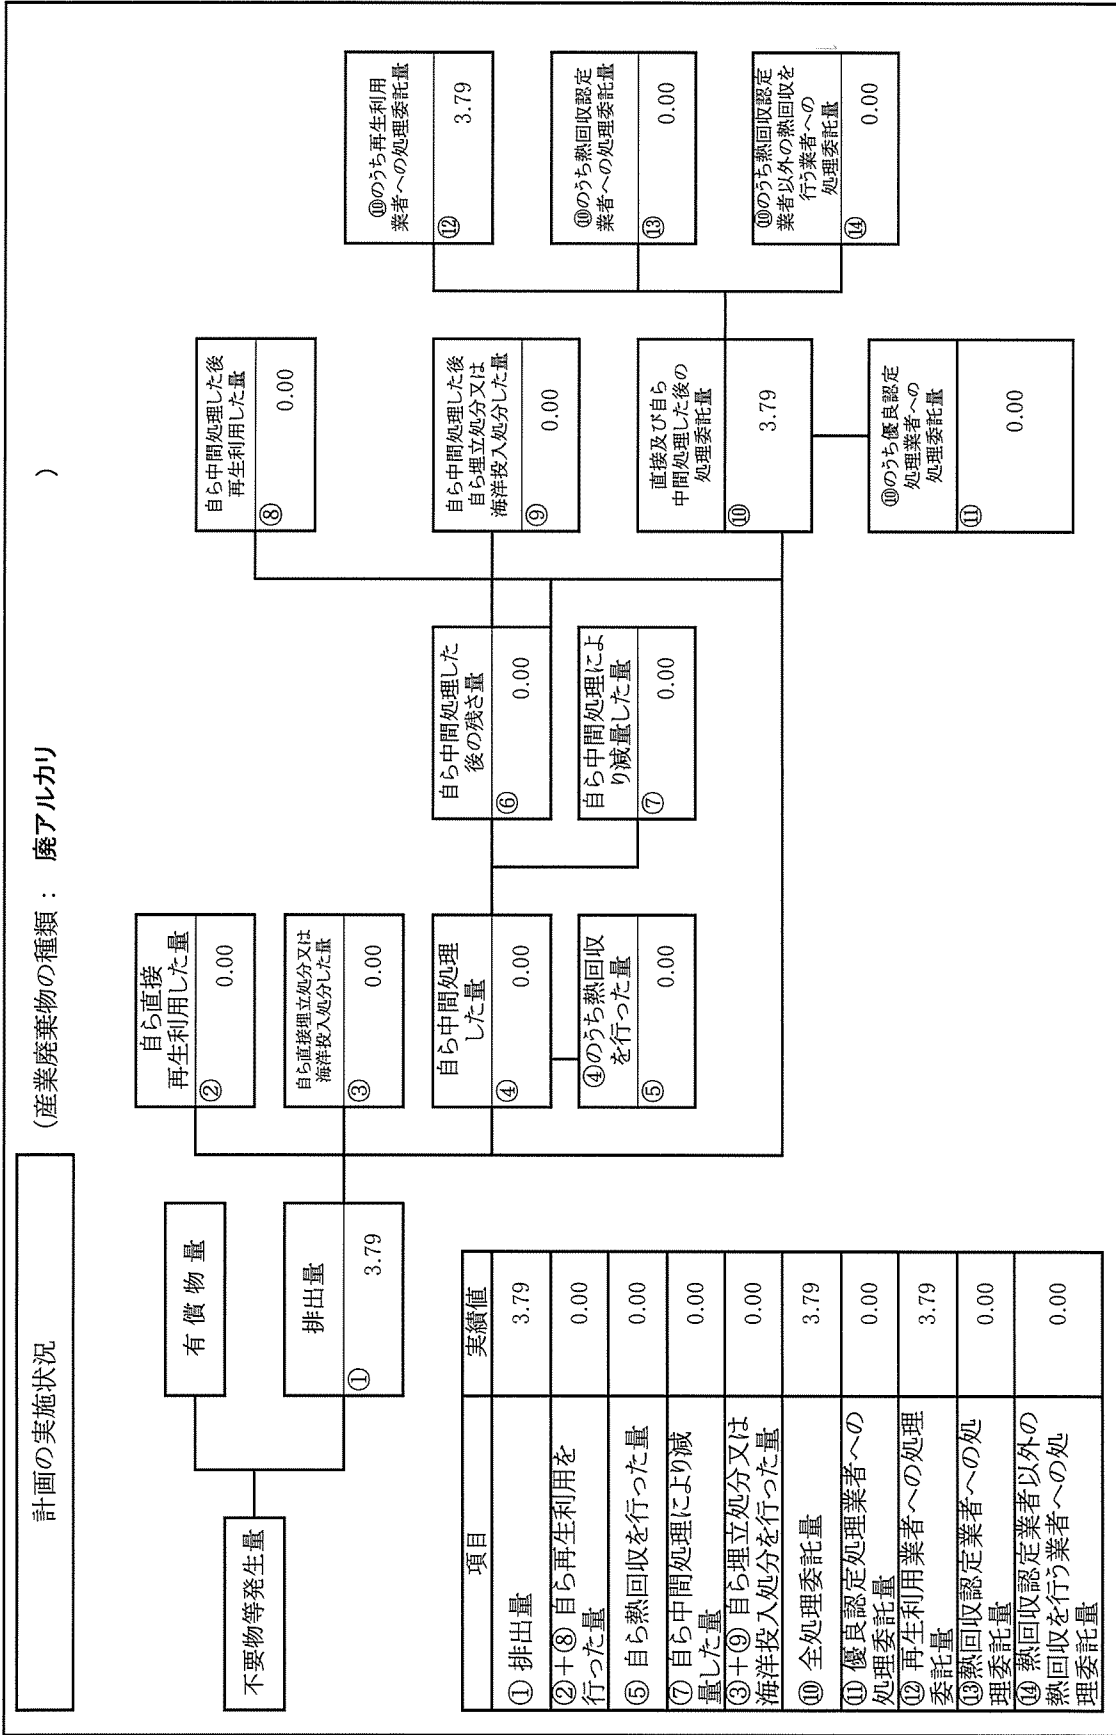 計画の実施状況
（産業廃棄物の種類： 廃アルカリ ）
不要物等発生量
有償物量
排出量
① 3.79
自ら直接
再生利用した量
② 0.00
自ら直接埋立処分又は
海洋投入処分した量
③ 0.00
自ら中間処理
した量
④ 0.00
④のうち熱回収
を行った量
⑤ 0.00
自ら中間処理した
後の残さ量
⑥ 0.00
自ら中間処理によ
り減量した量
⑦ 0.00
自ら中間処理した後
再生利用した量
⑧ 0.00
自ら中間処理した後
自ら埋立処分又は
海洋投入処分した量
⑨ 0.00
直接及び自ら
中間処理した後の
処理委託量
⑩ 3.79
⑩のうち優良認定
処理業者への
処理委託量
⑪ 0.00
⑩のうち再生利用
業者への処理委託量
⑫ 3.79
⑩のうち熱回収認定
業者への処理委託量
⑬ 0.00
⑩のうち熱回収認定
業者以外の熱回収を
行う業者への
処理委託量
⑭ 0.00
項目 実績値
① 排出量 3.79
②＋⑧ 自ら再生利用を
行った量 0.00
⑤ 自ら熱回収を行った量 0.00
⑦ 自ら中間処理により減
量した量 0.00
③＋⑨ 自ら埋立処分又は
海洋投入処分を行った量 0.00
⑩ 全処理委託量 3.79
⑪ 優良認定処理業者への
処理委託量 0.00
⑫ 再生利用業者への処理
委託量 3.79
⑬熱回収認定業者への処
理委託量 0.00
⑭ 熱回収認定業者以外の
熱回収を行う業者への処
理委託量 0.00